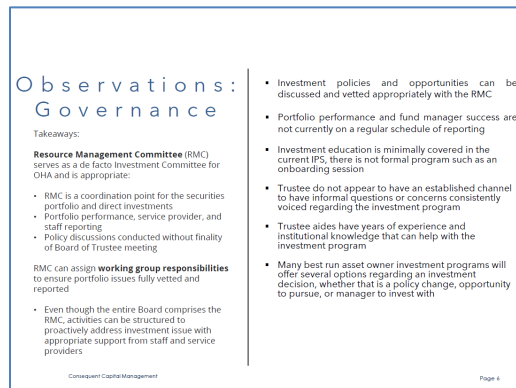 Observations:
Governance
Takeaways:
Resource Management Committee (RMC)
serves as a de facto Investment Committee for
OHA and is appropriate:
• RMC is a coordination point for the securities
portfolio and direct investments
• Portfolio performance, service provider, and
staff reporting
• Policy discussions conducted without finality
of Board of Trustee meeting
RMC can assign working group responsibilities
to ensure portfolio issues fully vetted and
reported
• Even though the entire Board comprises the
RMC, activities can be structured to
proactively address investment issue with
appropriate support from staff and service
providers
▪ Investment policies and opportunities can be
discussed and vetted appropriately with the RMC
▪ Portfolio performance and fund manager success are
not currently on a regular schedule of reporting
▪ Investment education is minimally covered in the
current IPS, there is not formal program such as an
onboarding session
▪ Trustee do not appear to have an established channel
to have informal questions or concerns consistently
voiced regarding the investment program
▪ Trustee aides have years of experience and
institutional knowledge that can help with the
investment program
▪ Many best run asset owner investment programs will
offer several options regarding an investment
decision, whether that is a policy change, opportunity
to pursue, or manager to invest with
Consequent Capital Management
Page 6